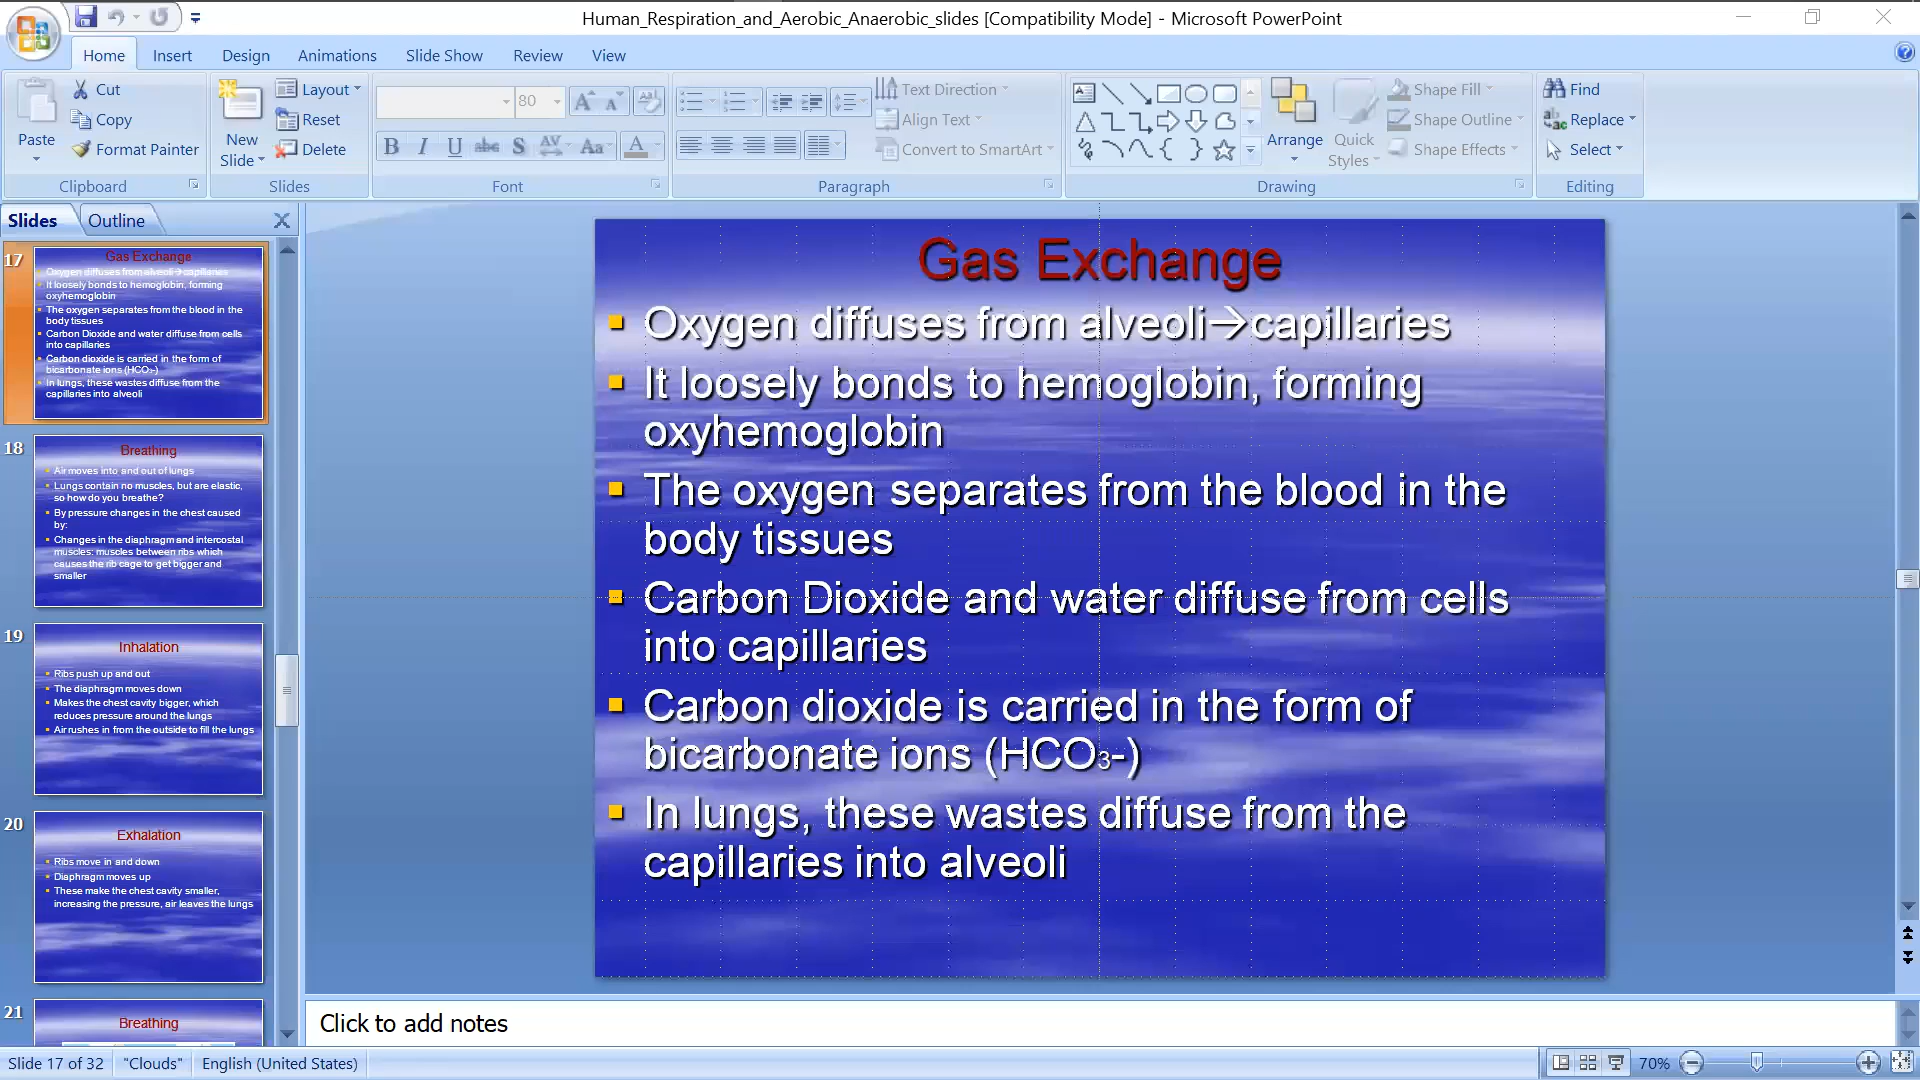 Human_Respiration_and_Aerobic_Anaerobic_slides [Compatibility Mode] - Microsoft PowerPoint
Home Insert Design Animations Slide Show Review View
Paste
Cut
Copy
Format Painter
Clipboard
New Slide
Layout
Reset
Delete
Slides
80
Font
Text Direction
Align Text
Convert to SmartArt
Paragraph
Arrange
Quick Styles
Shape Fill
Shape Outline
Shape Effects
Drawing
Find
Replace
Select
Editing
Slides Outline
17
Gas Exchange
Oxygen diffuses from alveoli→capillaries
It loosely bonds to hemoglobin, forming
oxyhemoglobin
The oxygen separates from the blood in the
body tissues
Carbon Dioxide and water diffuse from cells
into capillaries
Carbon dioxide is carried in the form of
bicarbonate ions (HCO3-)
In lungs, these wastes diffuse from the
capillaries into alveoli
18
Breathing
Air moves into and out of lungs
Lungs contain no muscles, but are elastic,
so how do you breathe?
By pressure changes in the chest caused
by:
Changes in the diaphragm and intercostal
muscles: muscles between ribs which
causes the rib cage to get bigger and
smaller
19
Inhalation
Ribs push up and out
The diaphragm moves down
Makes the chest cavity bigger, which
reduces pressure around the lungs
Air rushes in from the outside to fill the lungs
20
Exhalation
Ribs move in and down
Diaphragm moves up
These make the chest cavity smaller,
increasing the pressure, air leaves the lungs
21
Breathing
Gas Exchange
Oxygen diffuses from alveoli→capillaries
It loosely bonds to hemoglobin, forming
oxyhemoglobin
The oxygen separates from the blood in the
body tissues
Carbon Dioxide and water diffuse from cells
into capillaries
Carbon dioxide is carried in the form of
bicarbonate ions (HCO3-)
In lungs, these wastes diffuse from the
capillaries into alveoli
Click to add notes
Slide 17 of 32 "Clouds" English (United States) 70%